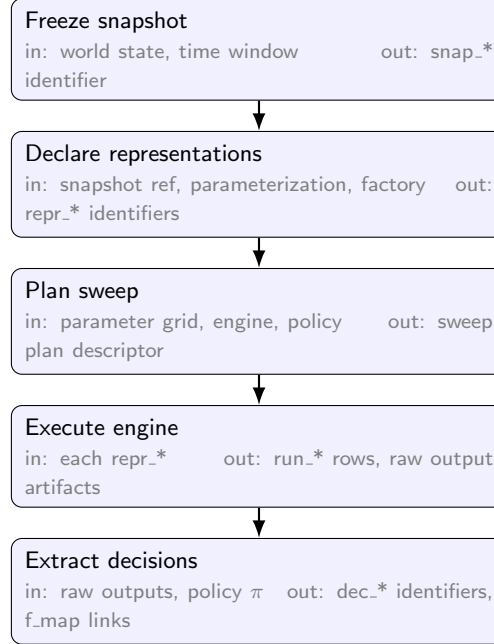 Freeze snapshot
in: world state, time window out: snap_*
identifier
Declare representations
in: snapshot ref, parameterization, factory out:
repr_* identifiers
Plan sweep
in: parameter grid, engine, policy out: sweep
plan descriptor
Execute engine
in: each repr_* out: run_* rows, raw output
artifacts
Extract decisions
in: raw outputs, policy π out: dec_* identifiers,
f_map links